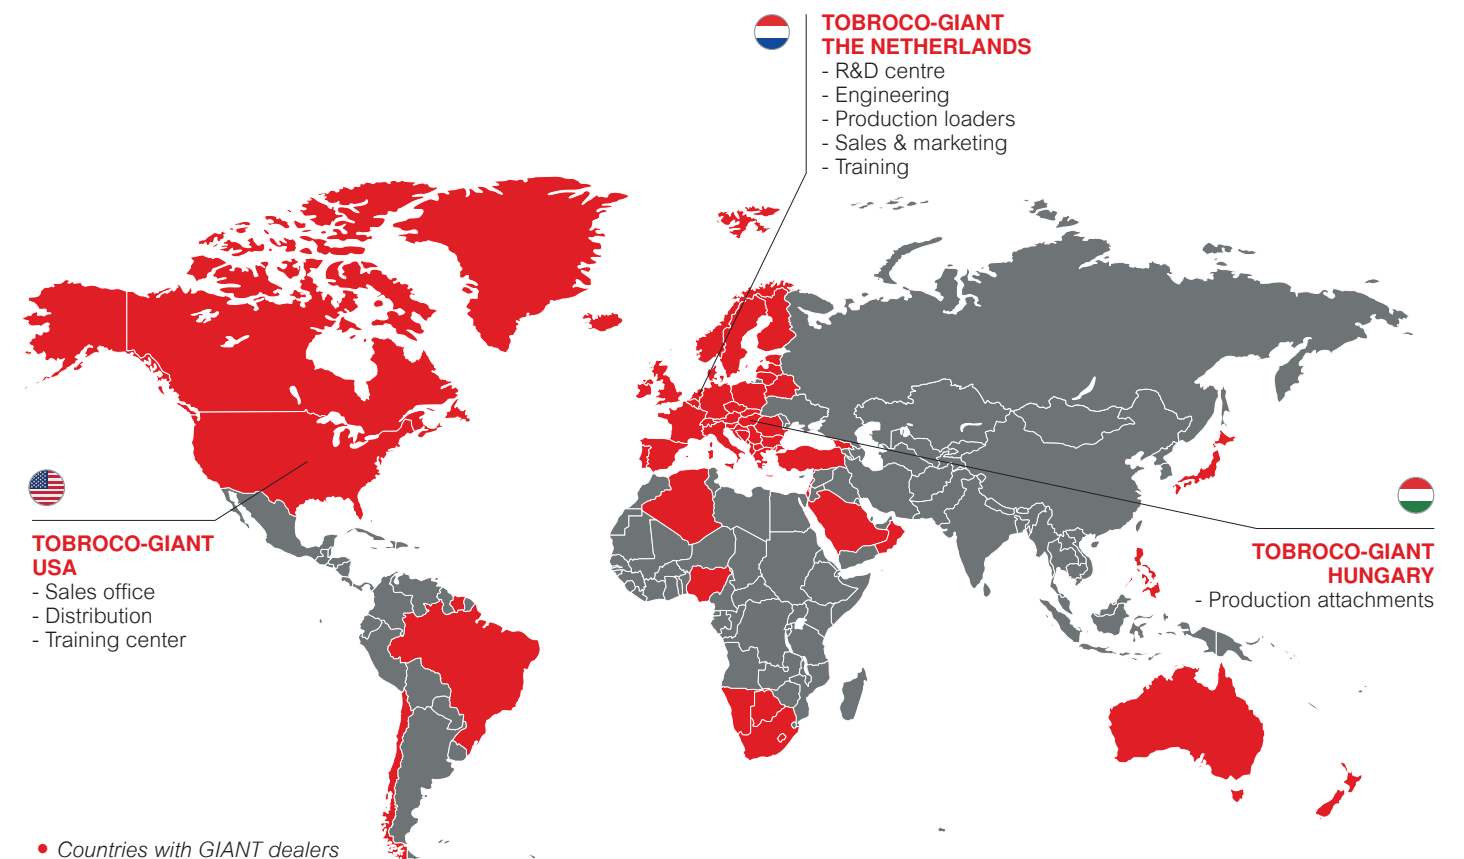 TOBROCO-GIANT
THE NETHERLANDS
- R&D centre
- Engineering
- Production loaders
- Sales & marketing
- Training
TOBROCO-GIANT
USA
- Sales office
- Distribution
- Training center
TOBROCO-GIANT
HUNGARY
- Production attachments
• Countries with GIANT dealers